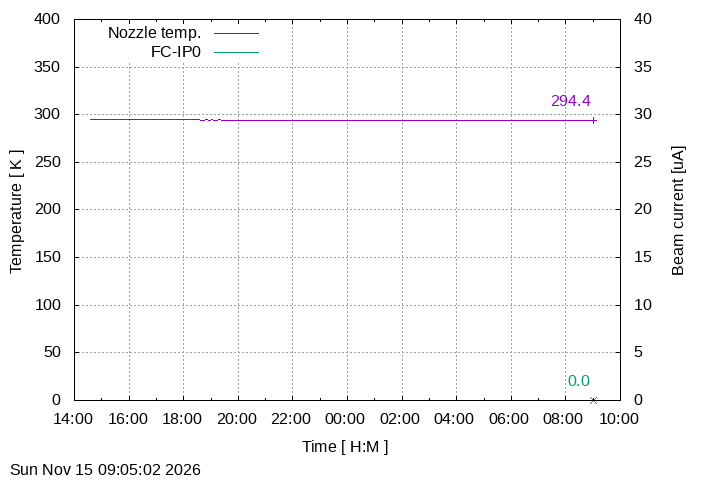 Nozzle temp.
FC-IP0
400
350
300
250
200
150
100
50
0
Temperature [ K ]
40
35
30
25
20
15
10
5
0
Beam current [uA]
294.4
0.0
14:00 16:00 18:00 20:00 22:00 00:00 02:00 04:00 06:00 08:00 10:00
Time [ H:M ]
Sun Nov 15 09:05:02 2026